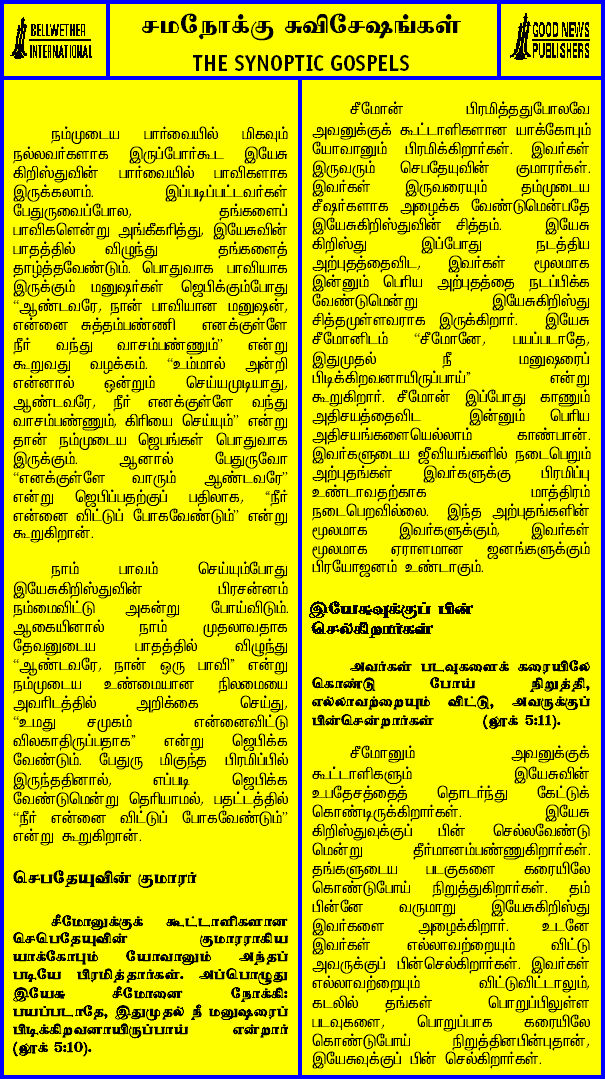 BELLWETHER
INTERNATIONAL
சமநோக்கு சுவிசேஷங்கள்
THE SYNOPTIC GOSPELS
GOOD NEWS
PUBLISHERS
நம்முடைய பார்வையில் மிகவும்
நல்லவர்களாக இருப்போர்கூட இயேசு
கிறிஸ்துவின் பார்வையில் பாவிகளாக
இருக்கலாம். இப்படிப்பட்டவர்கள்
பேதுருவைப்போல, தங்களைப்
பாவிகளென்று அங்கீகரித்து, இயேசுவின்
பாதத்தில் விழுந்து தங்களைத்
தாழ்த்தவேண்டும். பொதுவாக பாவியாக
இருக்கும் மனுஷர்கள் ஜெபிக்கும்போது
“ஆண்டவரே, நான் பாவியான மனுஷன்,
என்னை சுத்தம்பண்ணி எனக்குள்ளே
நீர் வந்து வாசம்பண்ணும்” என்று
கூறுவது வழக்கம். “உம்மால் அன்றி
என்னால் ஒன்றும் செய்யமுடியாது,
ஆண்டவரே, நீர் எனக்குள்ளே வந்து
வாசம்பண்ணும், கிரியை செய்யும்” என்று
தான் நம்முடைய ஜெபங்கள் பொதுவாக
இருக்கும். ஆனால் பேதுருவோ
“எனக்குள்ளே வாரும் ஆண்டவரே”
என்று ஜெபிப்பதற்குப் பதிலாக, “நீர்
என்னை விட்டுப் போகவேண்டும்” என்று
கூறுகிறான்.
நாம் பாவம் செய்யும்போது
இயேசுகிறிஸ்துவின் பிரசன்னம்
நம்மைவிட்டு அகன்று போய்விடும்.
ஆகையினால் நாம் முதலாவதாக
தேவனுடைய பாதத்தில் விழுந்து
“ஆண்டவரே, நான் ஒரு பாவி” என்று
நம்முடைய உண்மையான நிலமையை
அவரிடத்தில் அறிக்கை செய்து,
“உமது சமுகம் என்னைவிட்டு
விலகாதிருப்பதாக” என்று ஜெபிக்க
வேண்டும். பேதுரு மிகுந்த பிரமிப்பில்
இருந்ததினால், எப்படி ஜெபிக்க
வேண்டுமென்று தெரியாமல், பதட்டத்தில்
“நீர் என்னை விட்டுப் போகவேண்டும்”
என்று கூறுகிறான்.
செபதேயுவின் குமாரர்
சீமோனுக்குக் கூட்டாளிகளான
செபெதேயுவின் குமாரராகிய
யாக்கோபும் யோவானும் அந்தப்
படியே பிரமித்தார்கள். அப்பொழுது
இயேசு சீமோனை நோக்கி:
பயப்படாதே, இதுமுதல் நீ மனுஷரைப்
பிடிக்கிறவனாயிருப்பாய் என்றார்
(லூக் 5:10).
சீமோன் பிரமித்ததுபோலவே
அவனுக்குக் கூட்டாளிகளான யாக்கோபும்
யோவானும் பிரமிக்கிறார்கள். இவர்கள்
இருவரும் செபதேயுவின் குமாரர்கள்.
இவர்கள் இருவரையும் தம்முடைய
சீஷர்களாக அழைக்க வேண்டுமென்பதே
இயேசுகிறிஸ்துவின் சித்தம். இயேசு
கிறிஸ்து இப்போது நடத்திய
அற்புதத்தைவிட, இவர்கள் மூலமாக
இன்னும் பெரிய அற்புதத்தை நடப்பிக்க
வேண்டுமென்று இயேசுகிறிஸ்து
சித்தமுள்ளவராக இருக்கிறார். இயேசு
சீமோனிடம் “சீமோனே, பயப்படாதே,
இதுமுதல் நீ மனுஷரைப்
பிடிக்கிறவனாயிருப்பாய்” என்று
கூறுகிறார். சீமோன் இப்போது காணும்
அதிசயத்தைவிட இன்னும் பெரிய
அதிசயங்களையெல்லாம் காண்பான்.
இவர்களுடைய ஜீவியங்களில் நடைபெறும்
அற்புதங்கள் இவர்களுக்கு பிரமிப்பு
உண்டாவதற்காக மாத்திரம்
நடைபெறவில்லை. இந்த அற்புதங்களின்
மூலமாக இவர்களுக்கும், இவர்கள்
மூலமாக ஏராளமான ஜனங்களுக்கும்
பிரயோஜனம் உண்டாகும்.
இயேசுவுக்குப் பின்
செல்கிறார்கள்
அவர்கள் படவுகளைக் கரையிலே
கொண்டு போய் நிறுத்தி,
எல்லாவற்றையும் விட்டு, அவருக்குப்
பின்சென்றார்கள் (லூக் 5:11).
சீமோனும் அவனுக்குக்
கூட்டாளிகளும் இயேசுவின்
உபதேசத்தைத் தொடர்ந்து கேட்டுக்
கொண்டிருக்கிறார்கள். இயேசு
கிறிஸ்துவுக்குப் பின் செல்லவேண்டு
மென்று தீர்மானம்பண்ணுகிறார்கள்.
தங்களுடைய படகுகளை கரையிலே
கொண்டுபோய் நிறுத்துகிறார்கள். தம்
பின்னே வருமாறு இயேசுகிறிஸ்து
இவர்களை அழைக்கிறார். உடனே
இவர்கள் எல்லாவற்றையும் விட்டு
அவருக்குப் பின்செல்கிறார்கள். இவர்கள்
எல்லாவற்றையும் விட்டுவிட்டாலும்,
கடலில் தங்கள் பொறுப்பிலுள்ள
படவுகளை, பொறுப்பாக கரையிலே
கொண்டுபோய் நிறுத்தினபின்புதான்,
இயேசுவுக்குப் பின் செல்கிறார்கள்.